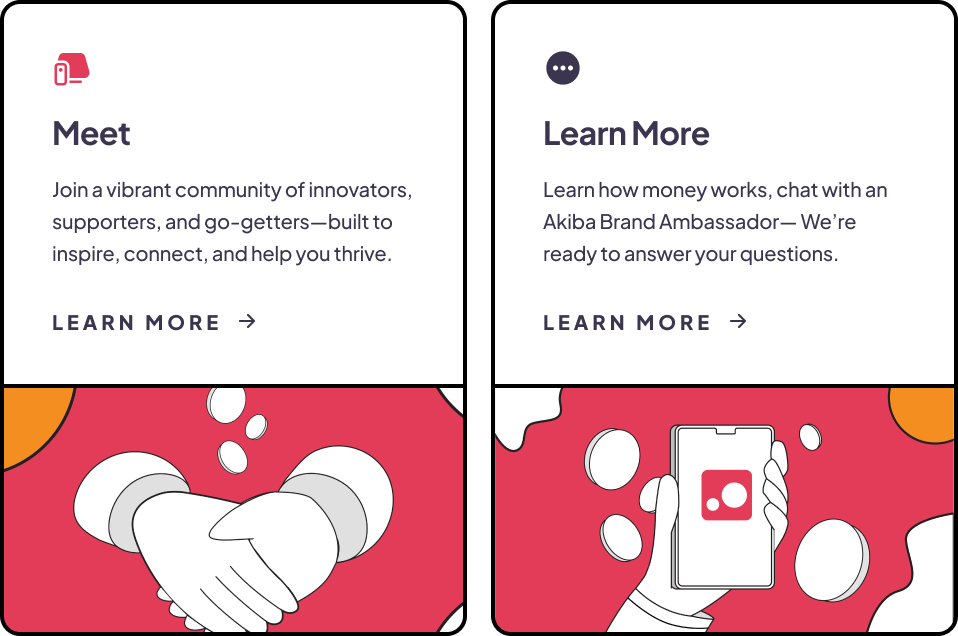 Meet
Join a vibrant community of innovators,
supporters, and go-getters—built to
inspire, connect, and help you thrive.
LEARN MORE →
Learn More
Learn how money works, chat with an
Akiba Brand Ambassador— We’re
ready to answer your questions.
LEARN MORE →